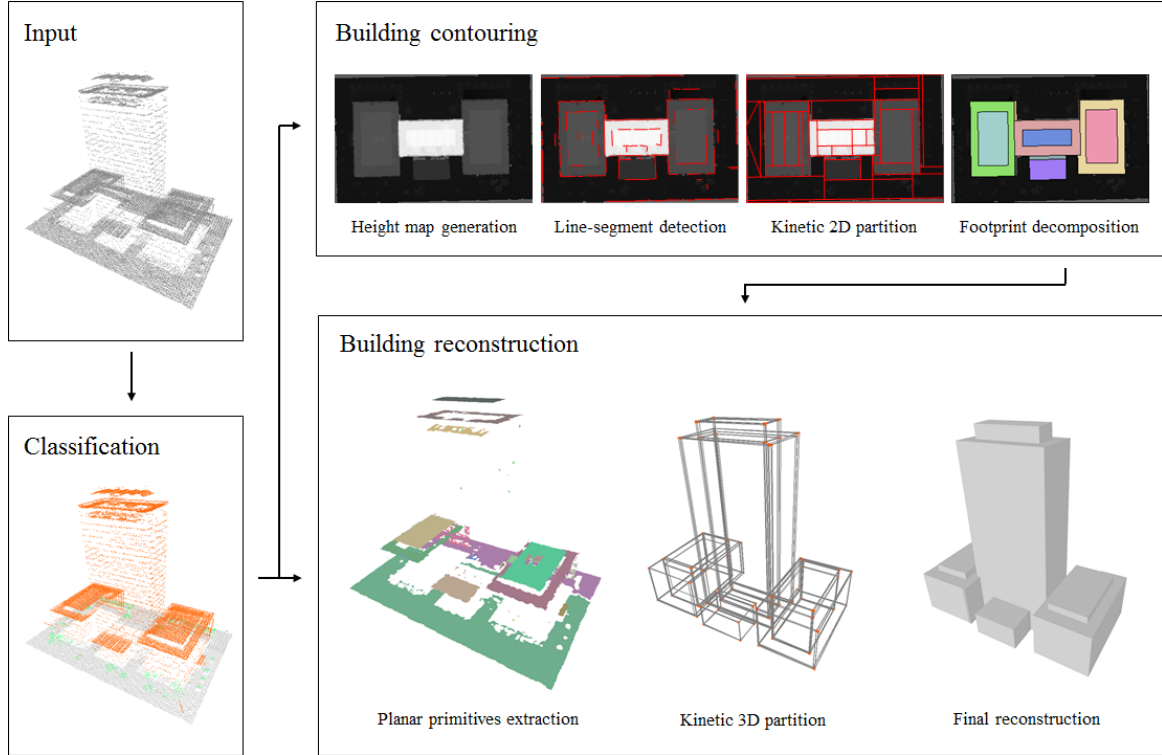 Input
Building contouring
Height map generation
Line-segment detection
Kinetic 2D partition
Footprint decomposition
Classification
Building reconstruction
Planar primitives extraction
Kinetic 3D partition
Final reconstruction